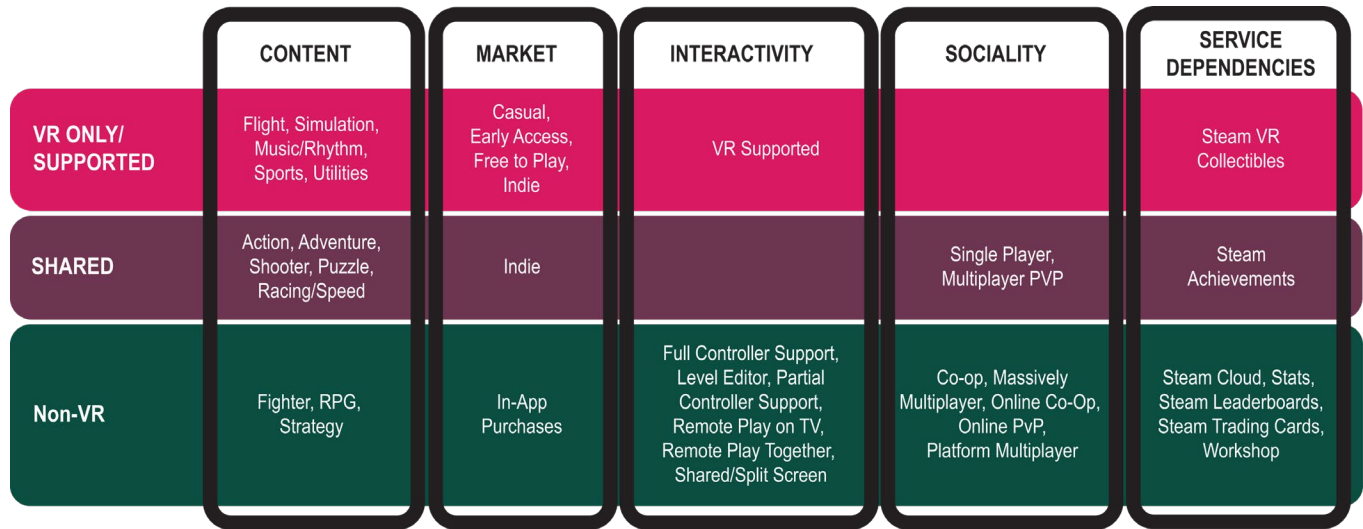 CONTENT
MARKET
INTERACTIVITY
SOCIALITY
SERVICE
DEPENDENCIES
VR ONLY/
SUPPORTED
Flight, Simulation,
Music/Rhythm,
Sports, Utilities
Casual,
Early Access,
Free to Play,
Indie
VR Supported
Steam VR
Collectibles
SHARED
Action, Adventure,
Shooter, Puzzle,
Racing/Speed
Indie
Single Player,
Multiplayer PVP
Steam
Achievements
Non-VR
Fighter, RPG,
Strategy
In-App
Purchases
Full Controller Support,
Level Editor, Partial
Controller Support,
Remote Play on TV,
Remote Play Together,
Shared/Split Screen
Co-op, Massively
Multiplayer, Online Co-Op,
Online PvP,
Platform Multiplayer
Steam Cloud, Stats,
Steam Leaderboards,
Steam Trading Cards,
Workshop